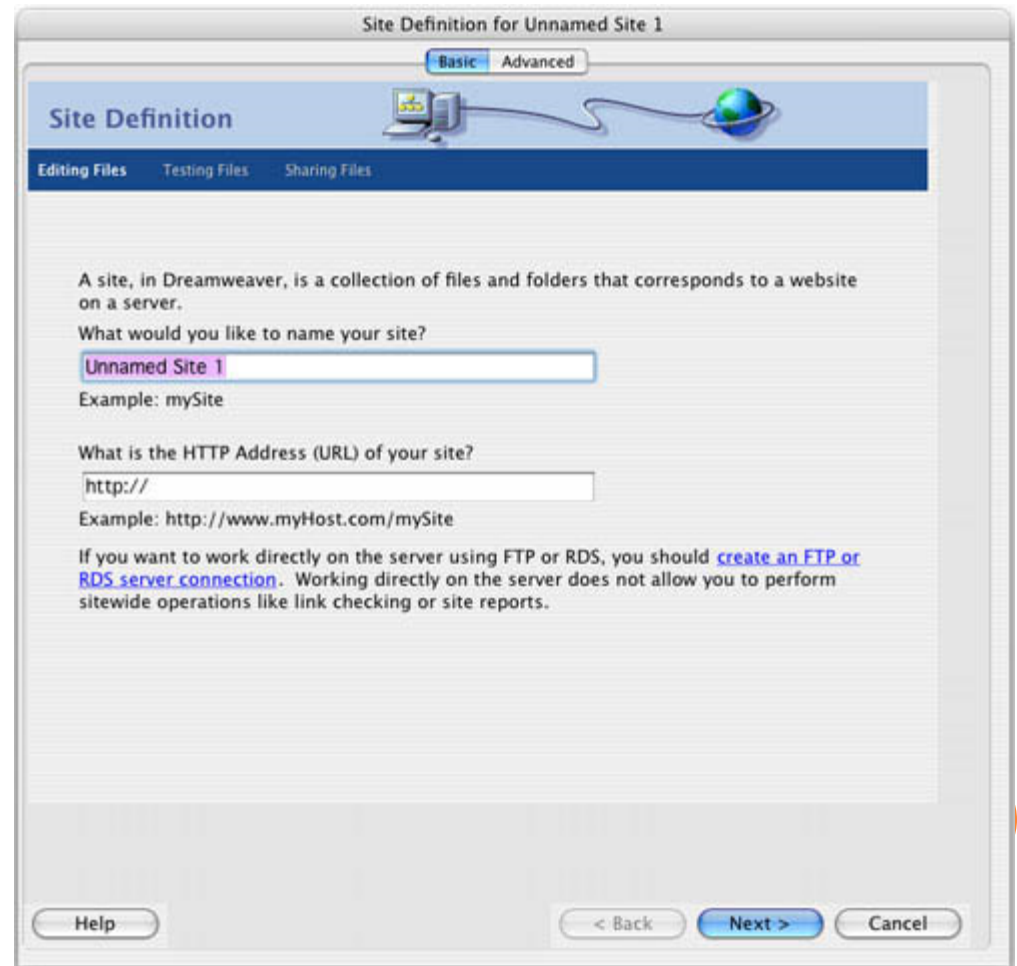 Site Definition for Unnamed Site 1
Basic Advanced
Site Definition
Editing Files Testing Files Sharing Files
A site, in Dreamweaver, is a collection of files and folders that corresponds to a website
on a server.
What would you like to name your site?
Unnamed Site 1
Example: mySite
What is the HTTP Address (URL) of your site?
http://
Example: http://www.myHost.com/mySite
If you want to work directly on the server using FTP or RDS, you should create an FTP or
RDS server connection. Working directly on the server does not allow you to perform
sitewide operations like link checking or site reports.
Help < Back Next > Cancel